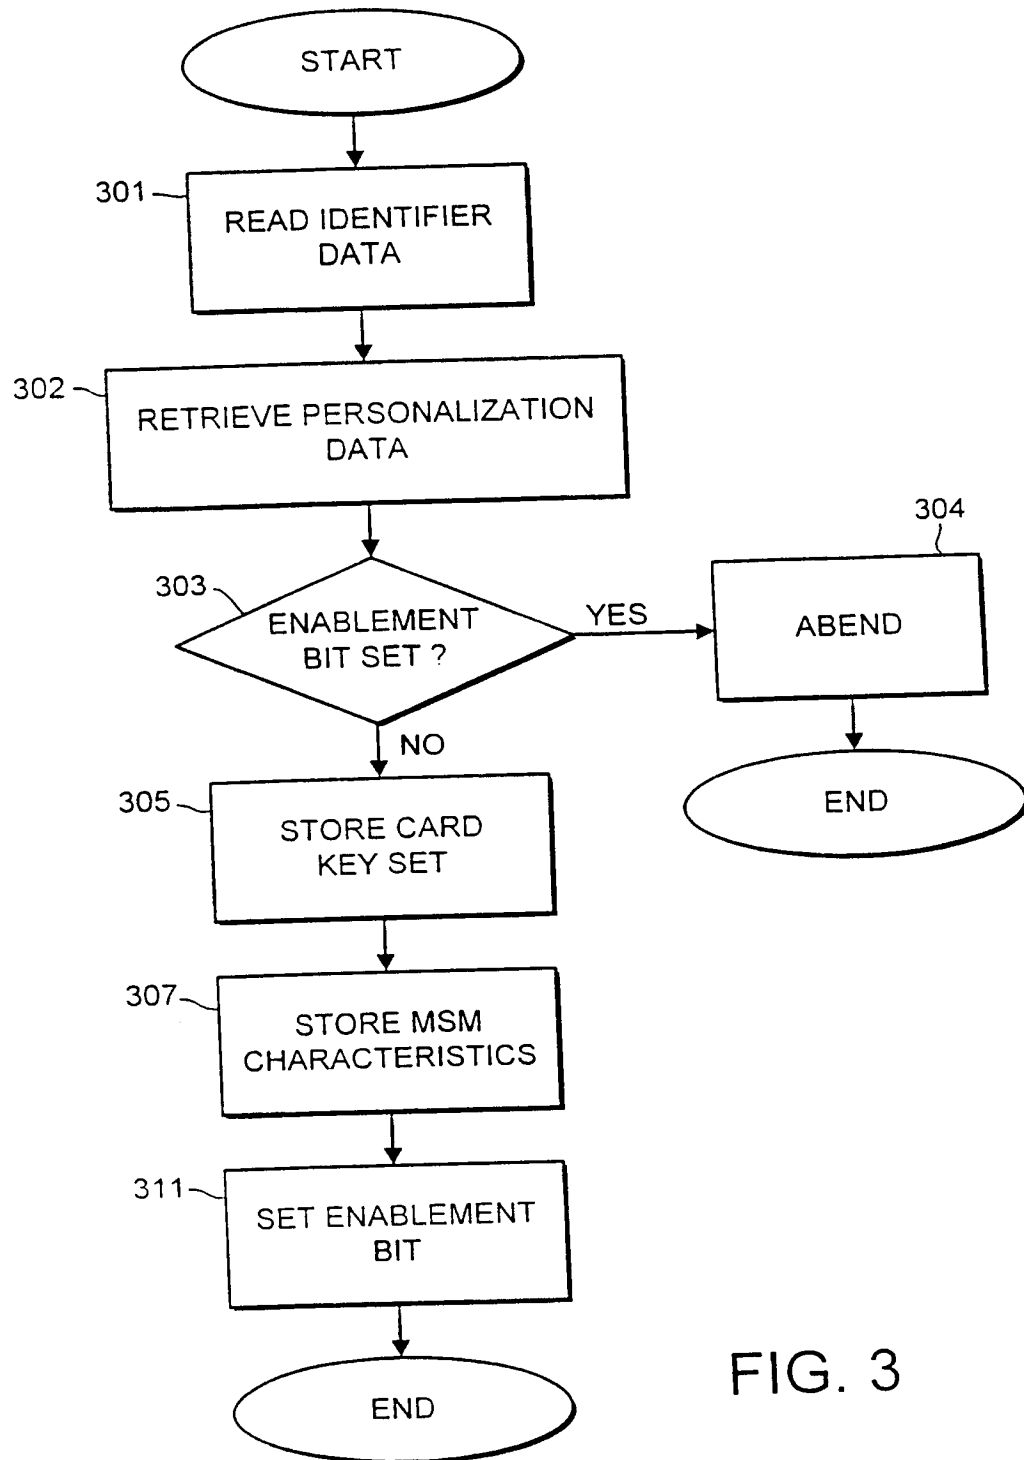 START
301
READ IDENTIFIER
DATA
302
RETRIEVE PERSONALIZATION
DATA
303
ENABLEMENT
BIT SET ?
YES
304
ABEND
END
NO
305
STORE CARD
KEY SET
307
STORE MSM
CHARACTERISTICS
311
SET ENABLEMENT
BIT
END
FIG. 3